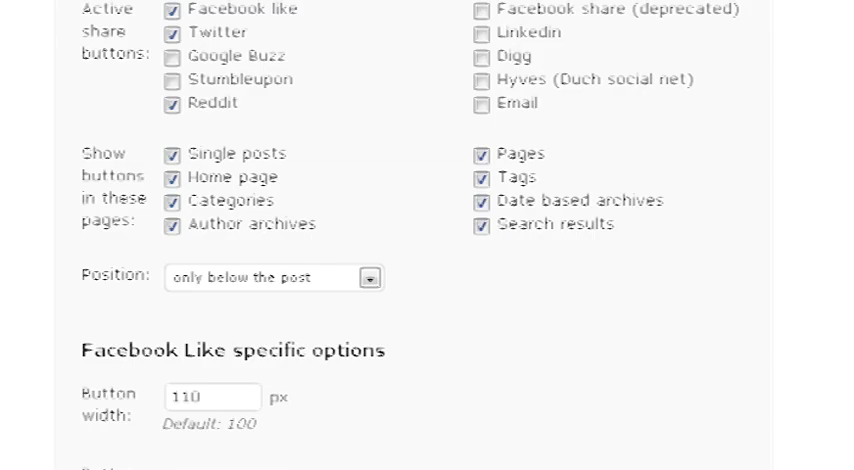 Active share buttons:
Facebook like
Facebook share (deprecated)
Twitter
Linkedin
Google Buzz
Digg
Stumbleupon
Hyves (Duch social net)
Reddit
Email
Show buttons in these pages:
Single posts
Pages
Home page
Tags
Categories
Date based archives
Author archives
Search results
Position:
only below the post
Facebook Like specific options
Button width:
110 px
Default: 100